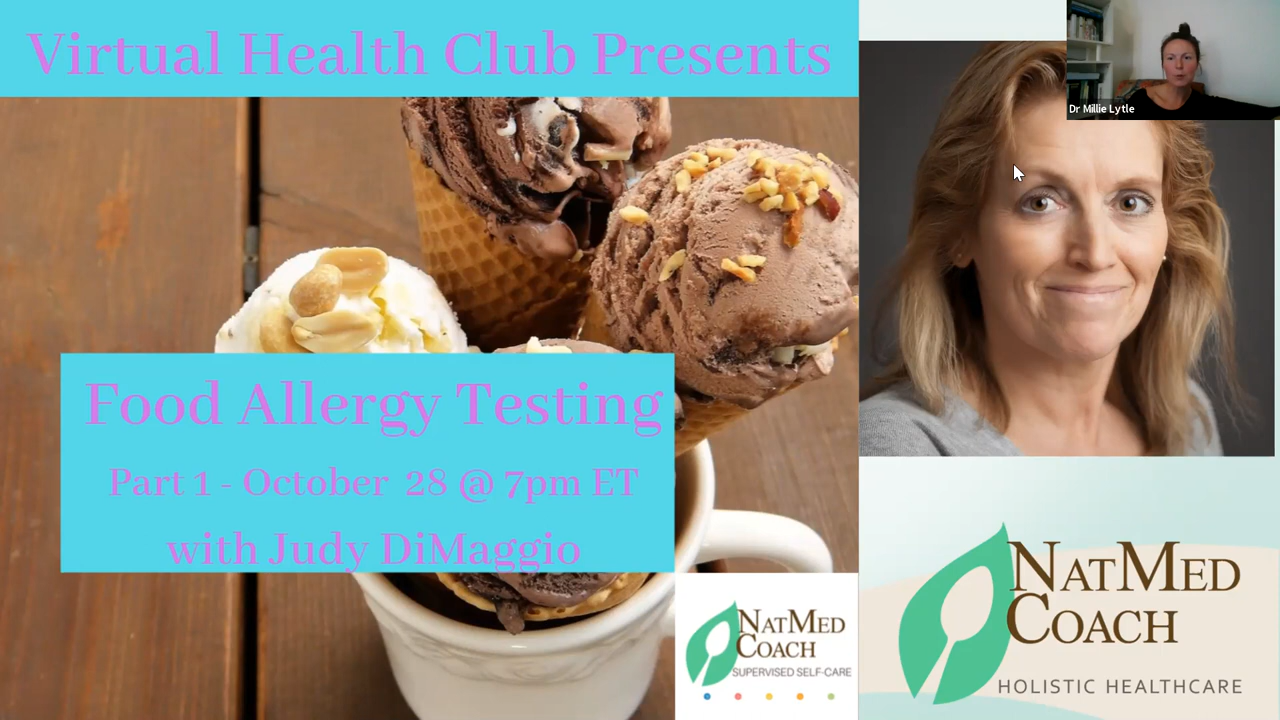 Virtual Health Club Presents
Dr Millie Lytle
Food Allergy Testing
Part 1 - October 28 @ 7pm ET
with Judy DiMaggio
NATMED
COACH
SUPERVISED SELF-CARE
NATMED
COACH
HOLISTIC HEALTHCARE